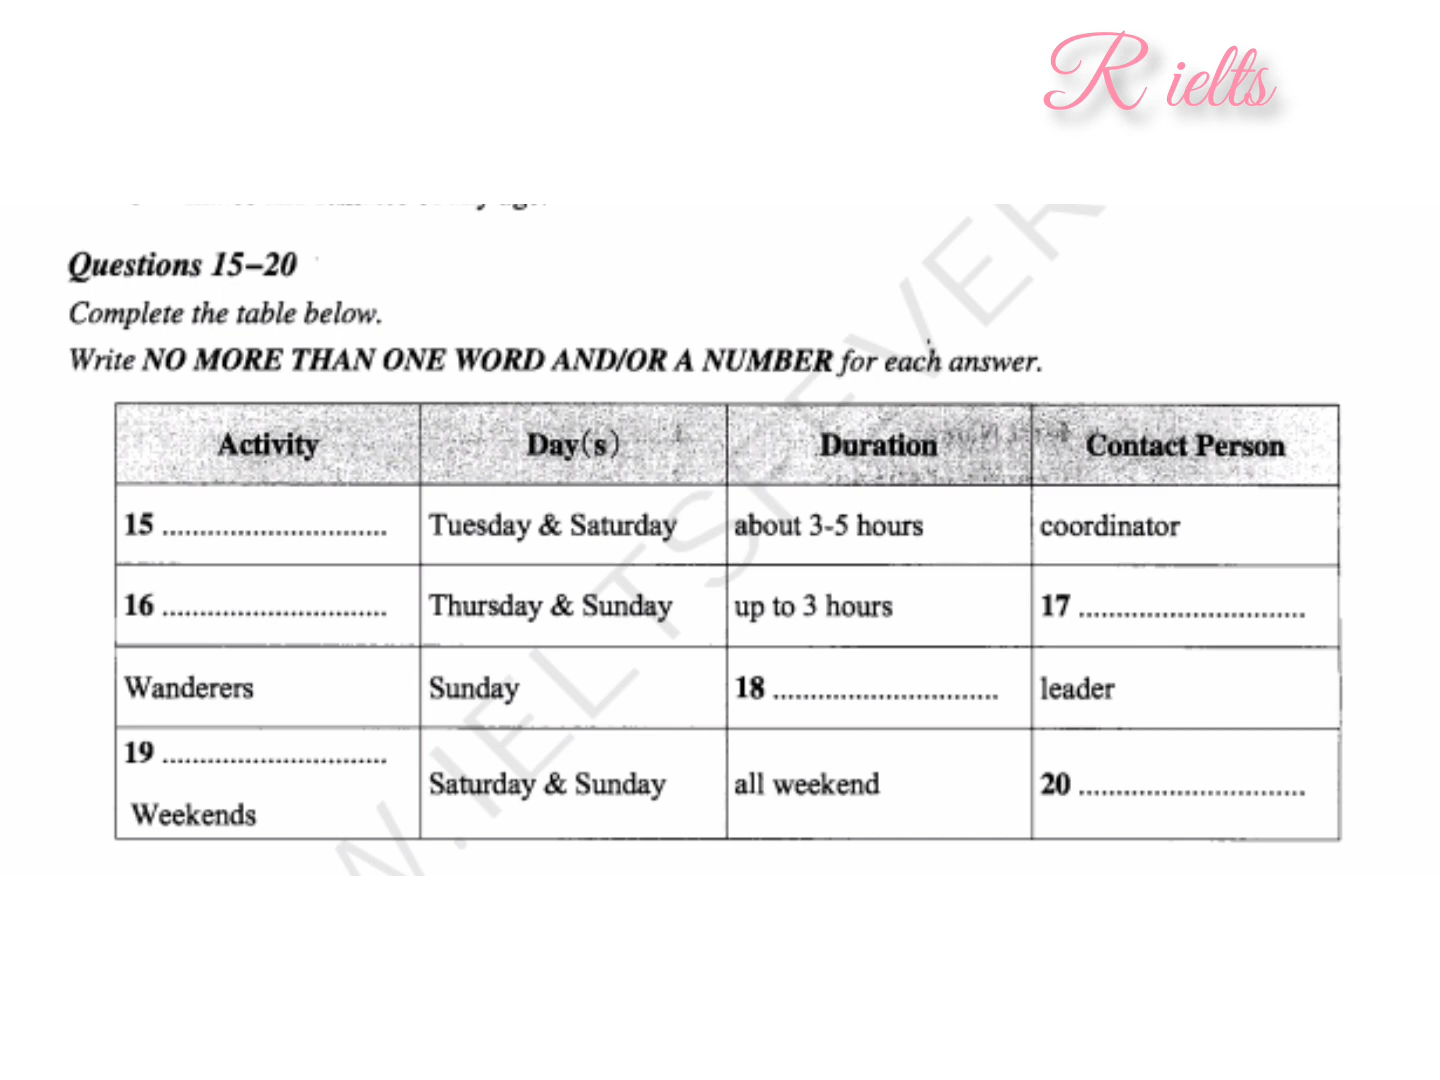 R ielts
Questions 15–20
Complete the table below.
Write NO MORE THAN ONE WORD AND/OR A NUMBER for each answer.
Activity Day(s) Duration Contact Person
15 .............................. Tuesday & Saturday about 3-5 hours coordinator
16 .............................. Thursday & Sunday up to 3 hours 17 ..............................
Wanderers Sunday 18 .............................. leader
19 ..............................
Weekends Saturday & Sunday all weekend 20 ..............................